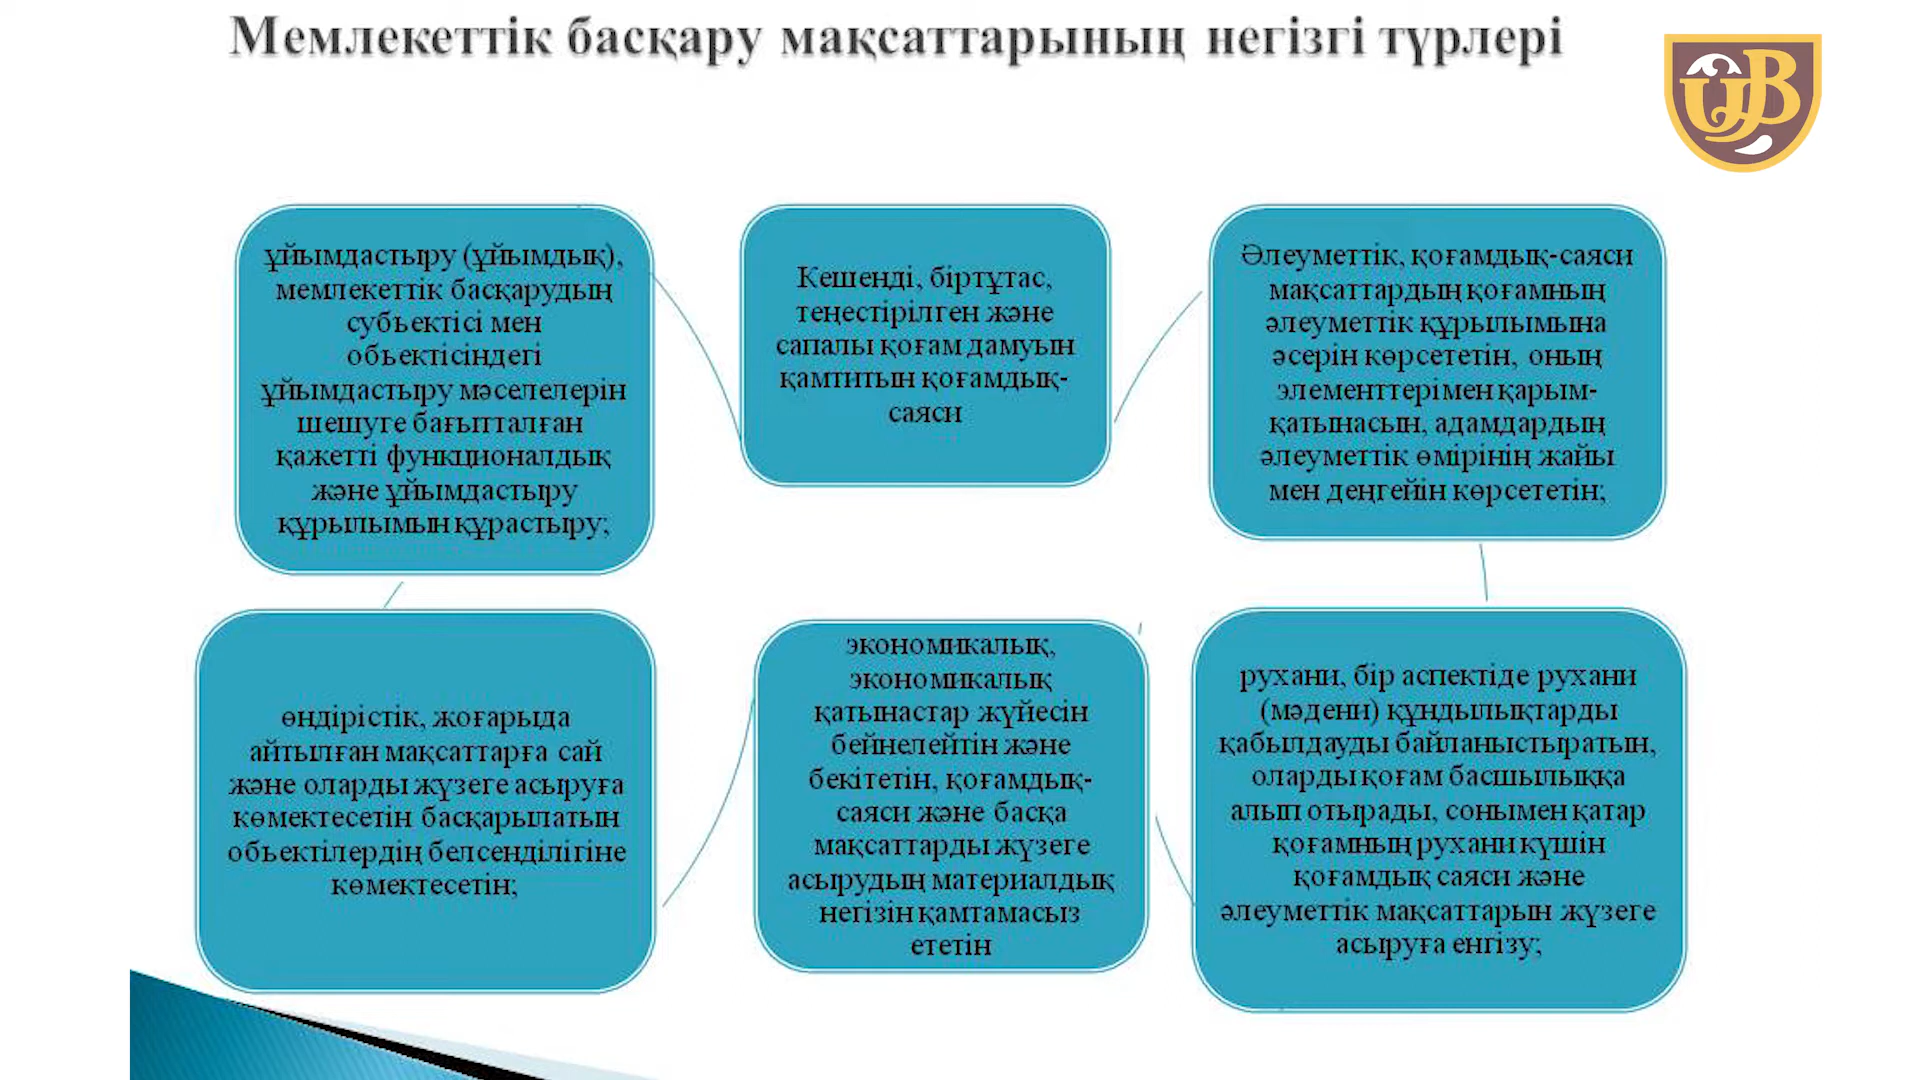 Мемлекеттік басқару мақсаттарының негізгі түрлері
ұйымдастыру (ұйымдық),
мемлекеттік басқарудың
субъектісі мен
объектісіндегі
ұйымдастыру мәселелерін
шешуге бағытталған
қажетті функционалдық
және ұйымдастыру
құрылымын құрастыру;
Кешенді, біртұтас,
теңестірілген және
сапалы қоғам дамуын
қамтитын қоғамдық-
саяси
Әлеуметтік, қоғамдық-саяси
мақсаттардың қоғамның
әлеуметтік құрылымына
әсерін көрсететін, оның
элементтерімен қарым-
қатынасын, адамдардың
әлеуметтік өмірінің жайы
мен деңгейін көрсететін;
өндірістік, жоғарыда
айтылған мақсаттарға сай
және оларды жүзеге асыруға
көмектесетін басқарылатын
объектілердің белсенділігіне
көмектесетін;
экономикалық,
экономикалық
қатынастар жүйесін
бейнелейтін және
бекітетін, қоғамдық-
саяси және басқа
мақсаттарды жүзеге
асырудың материалдық
негізін қамтамасыз
ететін
рухани, бір аспектіде рухани
(мәдени) құндылықтарды
қабылдауды байланыстыратын,
оларды қоғам басшылыққа
алып отырады, сонымен қатар
қоғамның рухани күшін
қоғамдық саяси және
әлеуметтік мақсаттарын жүзеге
асыруға енгізу;